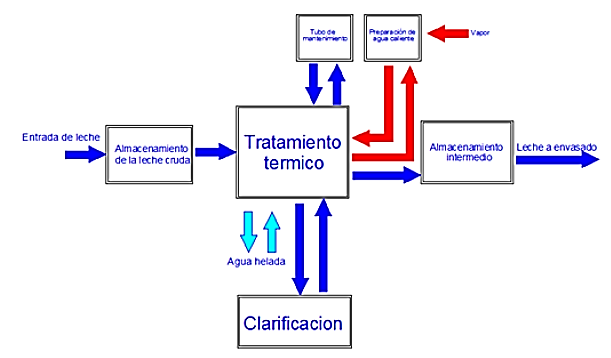 Tubo de
mantenimiento
Preparación de
agua caliente
Vapor
Entrada de leche
Almacenamiento
de la leche cruda
Tratamiento
termico
Almacenamiento
intermedio
Leche a envasado
Agua helada
Clarificacion